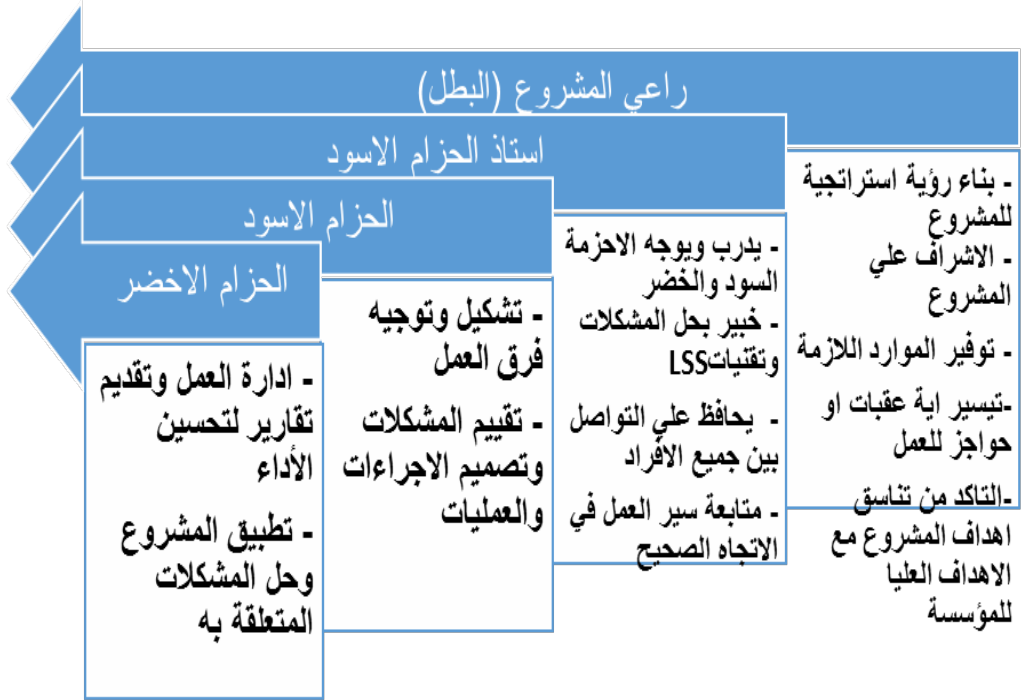 راعي المشروع (البطل)
- بناء رؤية استراتجية
للمشروع
- الاشراف علي
المشروع
- توفير الموارد اللازمة
-تيسير اية عقبات او
حواجز للعمل
-التاكد من تناسق
اهداف المشروع مع
الاهداف العليا
للمؤسسة
استاذ الحزام الاسود
- يدرب ويوجه الاحزمة
السود والخضر
- خبير بحل المشكلات
وتقنياتLSS
- يحافظ علي التواصل
بين جميع الافراد
- متابعة سير العمل في
الاتجاه الصحيح
الحزام الاسود
- تشكيل وتوجيه
فرق العمل
- تقييم المشكلات
وتصميم الاجراءات
والعمليات
الحزام الاخضر
- ادارة العمل وتقديم
تقارير لتحسين
الأداء
- تطبيق المشروع
وحل المشكلات
المتعلقة به